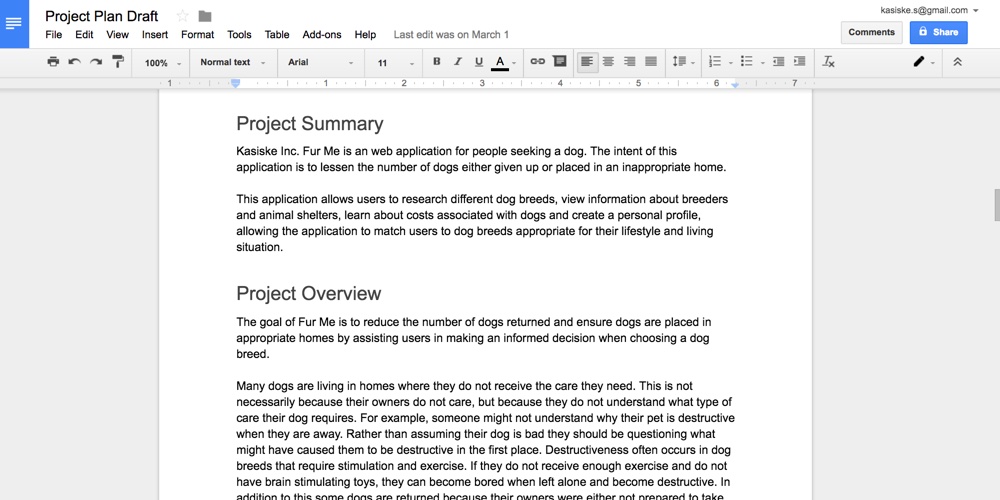 Project Plan Draft
kasiske.s@gmail.com
File Edit View Insert Format Tools Table Add-ons Help Last edit was on March 1
Comments Share
100% Normal text Arial 11 B I U A
1 1 2 3 4 5 6 7
Project Summary
Kasiske Inc. Fur Me is an web application for people seeking a dog. The intent of this
application is to lessen the number of dogs either given up or placed in an inappropriate home.
This application allows users to research different dog breeds, view information about breeders
and animal shelters, learn about costs associated with dogs and create a personal profile,
allowing the application to match users to dog breeds appropriate for their lifestyle and living
situation.
Project Overview
The goal of Fur Me is to reduce the number of dogs returned and ensure dogs are placed in
appropriate homes by assisting users in making an informed decision when choosing a dog
breed.
Many dogs are living in homes where they do not receive the care they need. This is not
necessarily because their owners do not care, but because they do not understand what type of
care their dog requires. For example, someone might not understand why their pet is destructive
when they are away. Rather than assuming their dog is bad they should be questioning what
might have caused them to be destructive in the first place. Destructiveness often occurs in dog
breeds that require stimulation and exercise. If they do not receive enough exercise and do not
have brain stimulating toys, they can become bored when left alone and become destructive. In
addition to this some dogs are returned because their owners were either not prepared to take